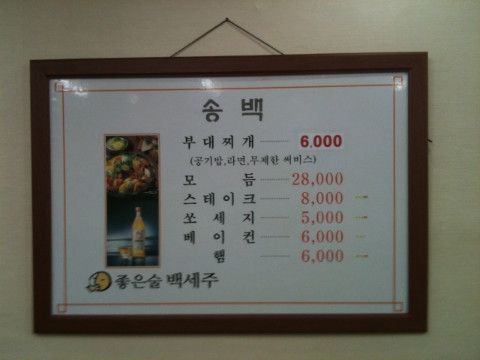 송백
부대찌개 6,000
(공기밥,라면,무제한 써비스)
모듬 28,000
스테이크 8,000
쏘세지 5,000
베이컨 6,000
햄 6,000
좋은술 백세주